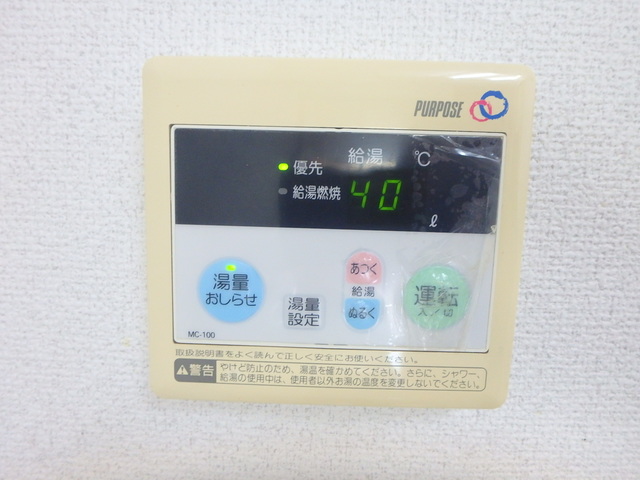 PURPOSE
給湯 ℃
優先
給湯燃焼 40
ℓ
湯量
おしらせ
湯量
設定
あつく
給湯
ぬるく
運転
入/切
MC-100
取扱説明書をよく読んで正しく安全にお使いください。
警告 やけど防止のため、湯温を確かめてください。さらに、シャワー、
給湯の使用中は、使用者以外お湯の温度を変更しないでください。